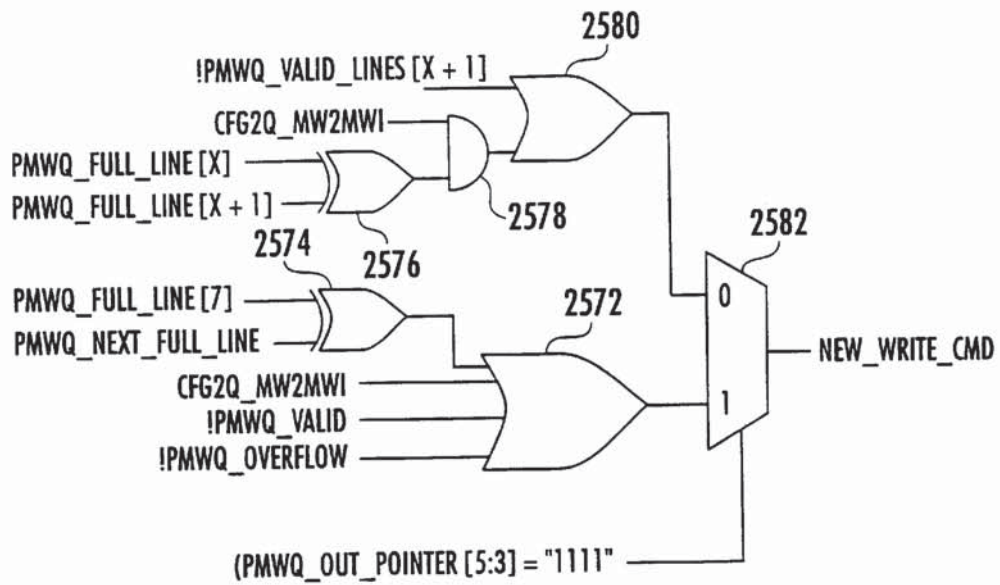 2580
!PMWQ_VALID_LINES [X + 1]
CFG2Q_MW2MWI
PMWQ_FULL_LINE [X]
PMWQ_FULL_LINE [X + 1]
2578
2576
2574
2582
PMWQ_FULL_LINE [7]
PMWQ_NEXT_FULL_LINE
2572
0
NEW_WRITE_CMD
CFG2Q_MW2MWI
!PMWQ_VALID
1
!PMWQ_OVERFLOW
(PMWQ_OUT_POINTER [5:3] = "1111"